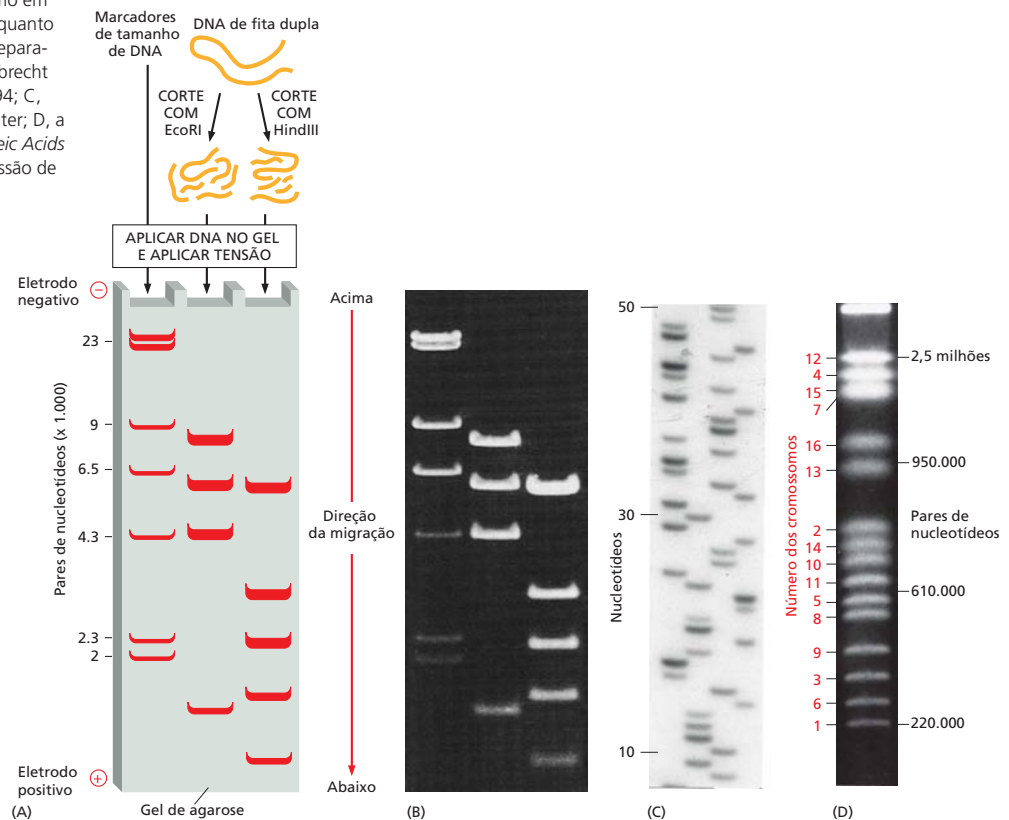 mo em
quanto
epara-
brecht
94; C,
ter; D, a
eic Acids
ssão de
Marcadores
de tamanho
de DNA
DNA de fita dupla
CORTE
COM
EcoRI
CORTE
COM
HindIII
APLICAR DNA NO GEL
E APLICAR TENSÃO
Eletrodo
negativo
−
Pares de nucleotídeos (x 1.000)
23
9
6.5
4.3
2.3
2
Eletrodo
positivo
+
Gel de agarose
(A)
Acima
Direção
da migração
Abaixo
(B)
Nucleotídeos
50
30
10
(C)
Número dos cromossomos
12
4
15
7
16
13
2
14
10
11
5
8
9
3
6
1
2,5 milhões
950.000
Pares de
nucleotídeos
610.000
220.000
(D)